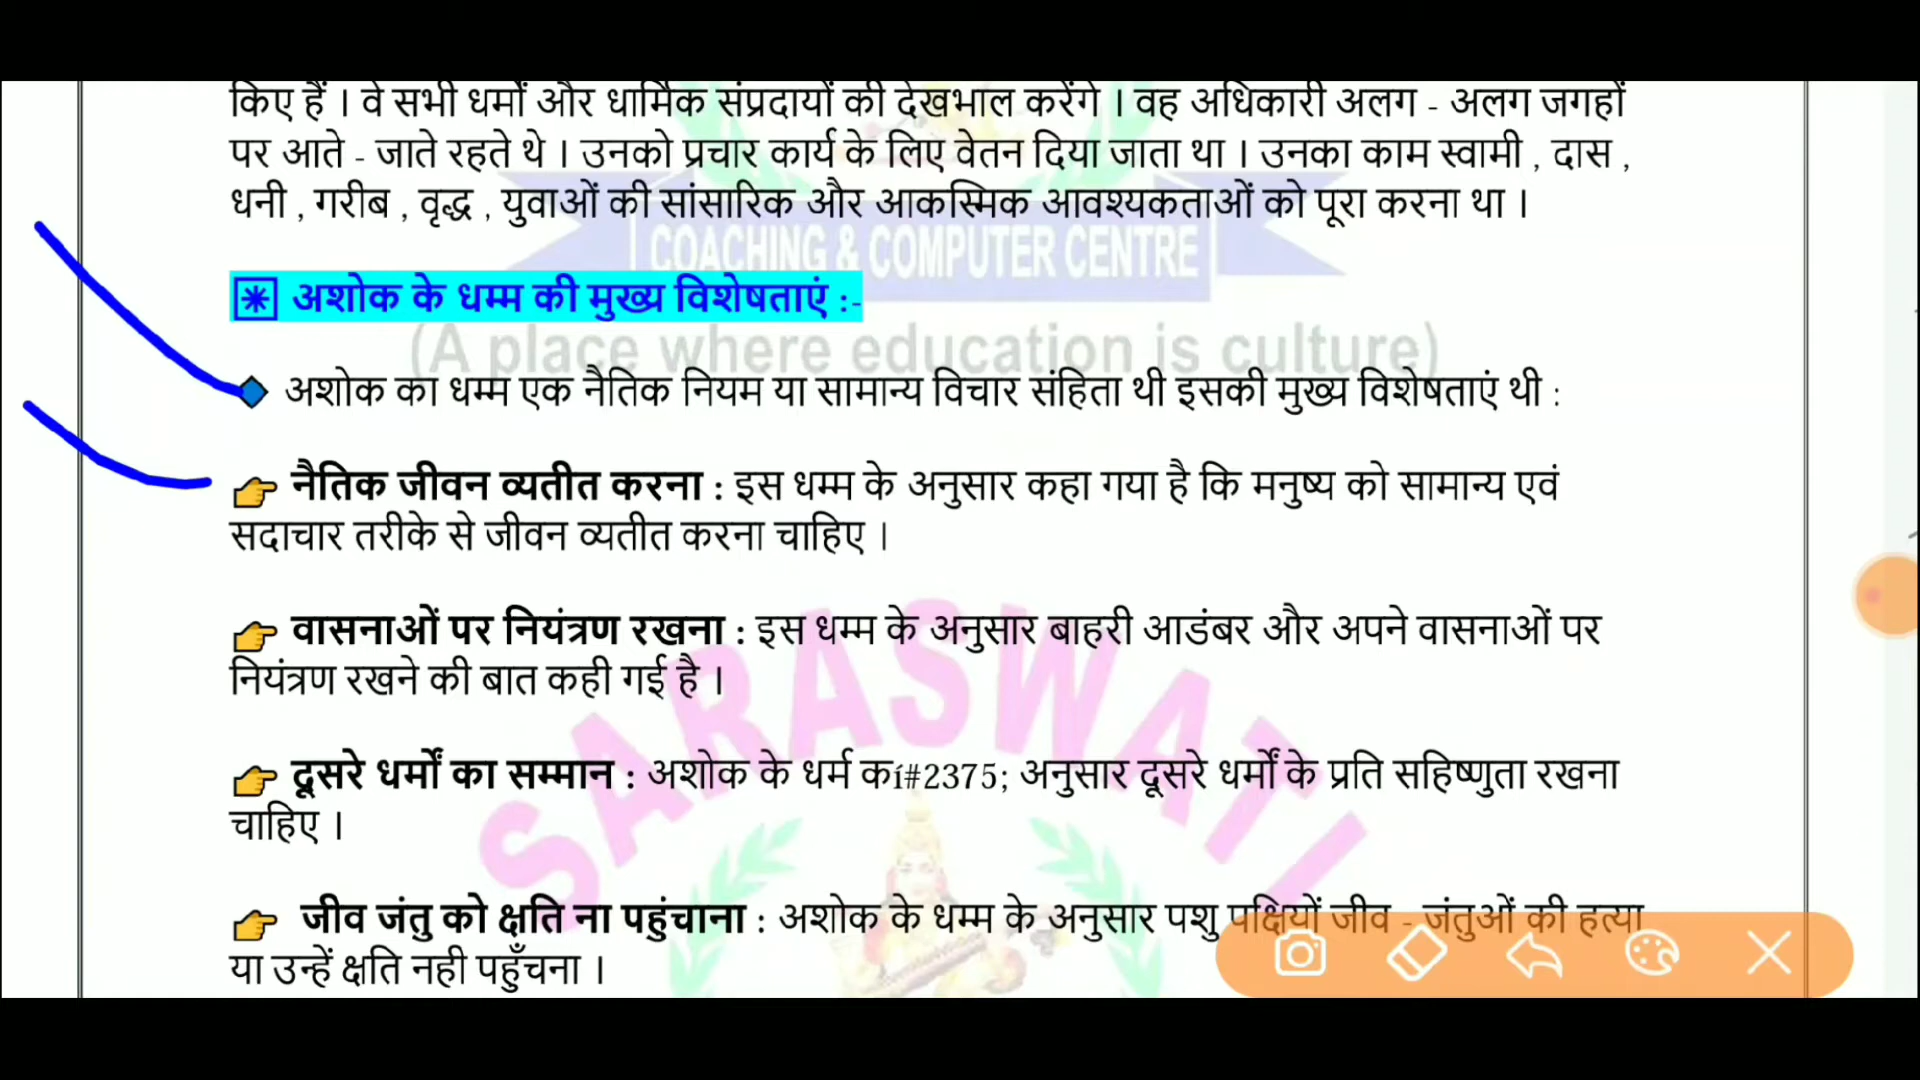 किए हैं । वे सभी धर्मों और धार्मिक संप्रदायों की देखभाल करेंगे । वह अधिकारी अलग - अलग जगहों
पर आते - जाते रहते थे । उनको प्रचार कार्य के लिए वेतन दिया जाता था । उनका काम स्वामी , दास ,
धनी , गरीब , वृद्ध , युवाओं की सांसारिक और आकस्मिक आवश्यकताओं को पूरा करना था ।
COACHING & COMPUTER CENTRE
अशोक के धम्म की मुख्य विशेषताएं :-
(A place where education is culture)
अशोक का धम्म एक नैतिक नियम या सामान्य विचार संहिता थी इसकी मुख्य विशेषताएं थी :
👉 नैतिक जीवन व्यतीत करना : इस धम्म के अनुसार कहा गया है कि मनुष्य को सामान्य एवं
सदाचार तरीके से जीवन व्यतीत करना चाहिए ।
👉 वासनाओं पर नियंत्रण रखना : इस धम्म के अनुसार बाहरी आडंबर और अपने वासनाओं पर
नियंत्रण रखने की बात कही गई है ।
SARASWATI
👉 दूसरे धर्मों का सम्मान : अशोक के धर्म कí#2375; अनुसार दूसरे धर्मों के प्रति सहिष्णुता रखना
चाहिए ।
👉 जीव जंतु को क्षति ना पहुंचाना : अशोक के धम्म के अनुसार पशु पक्षियों जीव - जंतुओं की हत्या
या उन्हें क्षति नही पहुँचना ।